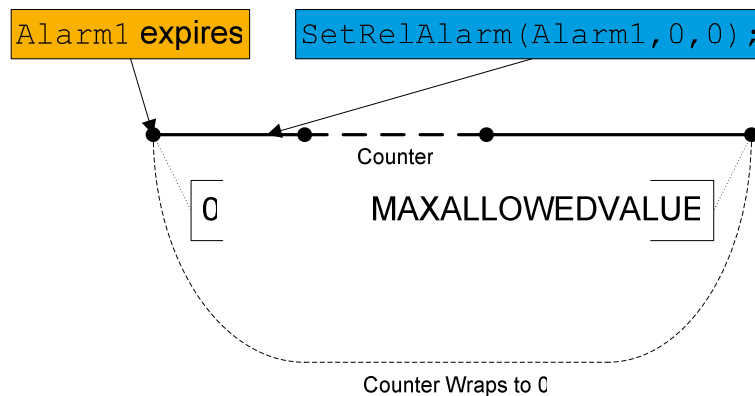 Alarm1 expires
SetRelAlarm(Alarm1,0,0);
Counter
0
MAXALLOWEDVALUE
Counter Wraps to 0